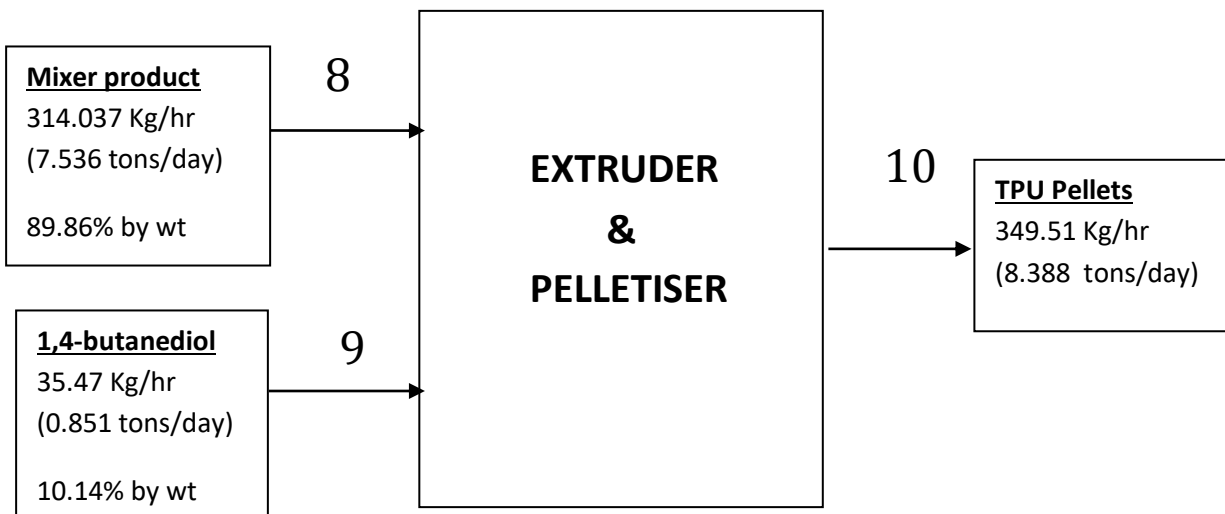 Mixer product
314.037 Kg/hr
(7.536 tons/day)
89.86% by wt
8
1,4-butanediol
35.47 Kg/hr
(0.851 tons/day)
10.14% by wt
9
EXTRUDER
&
PELLETISER
10
TPU Pellets
349.51 Kg/hr
(8.388 tons/day)